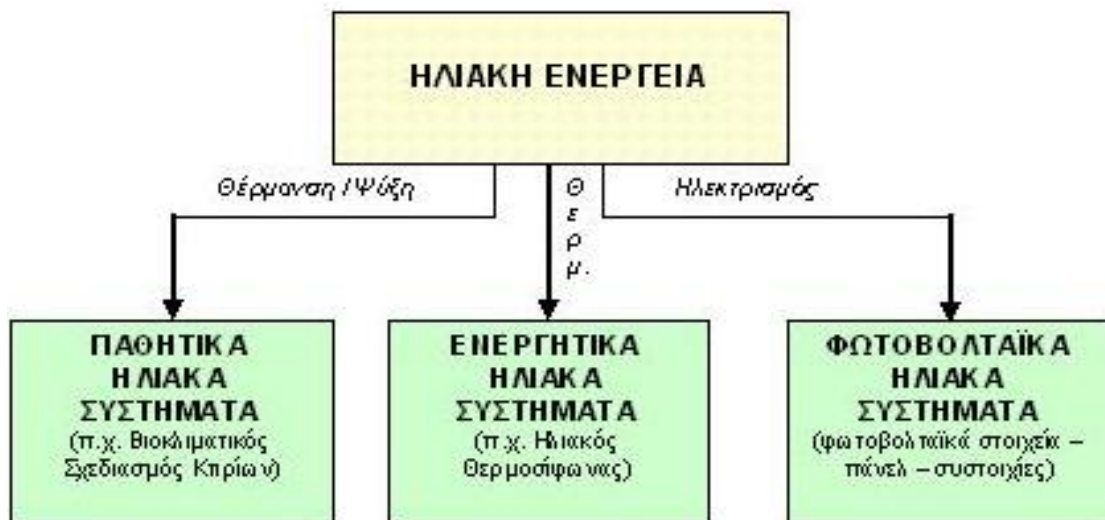 ΗΛΙΑΚΗ ΕΝΕΡΓΕΙΑ
Θέρμανση / Ψύξη
Θ
ε
ρ
μ.
Ηλεκτρισμός
ΠΑΘΗΤΙΚΑ
ΗΛΙΑΚΑ
ΣΥΣΤΗΜΑΤΑ
(π.χ. Βιοκλιματικός
Σχεδιασμός Κτιρίων)
ΕΝΕΡΓΗΤΙΚΑ
ΗΛΙΑΚΑ
ΣΥΣΤΗΜΑΤΑ
(π.χ. Ηλιακός
Θερμοσίφωνας)
ΦΩΤΟΒΟΛΤΑΪΚΑ
ΗΛΙΑΚΑ
ΣΥΣΤΗΜΑΤΑ
(φωτοβολταϊκά στοιχεία –
πάνελ – συστοιχίες)